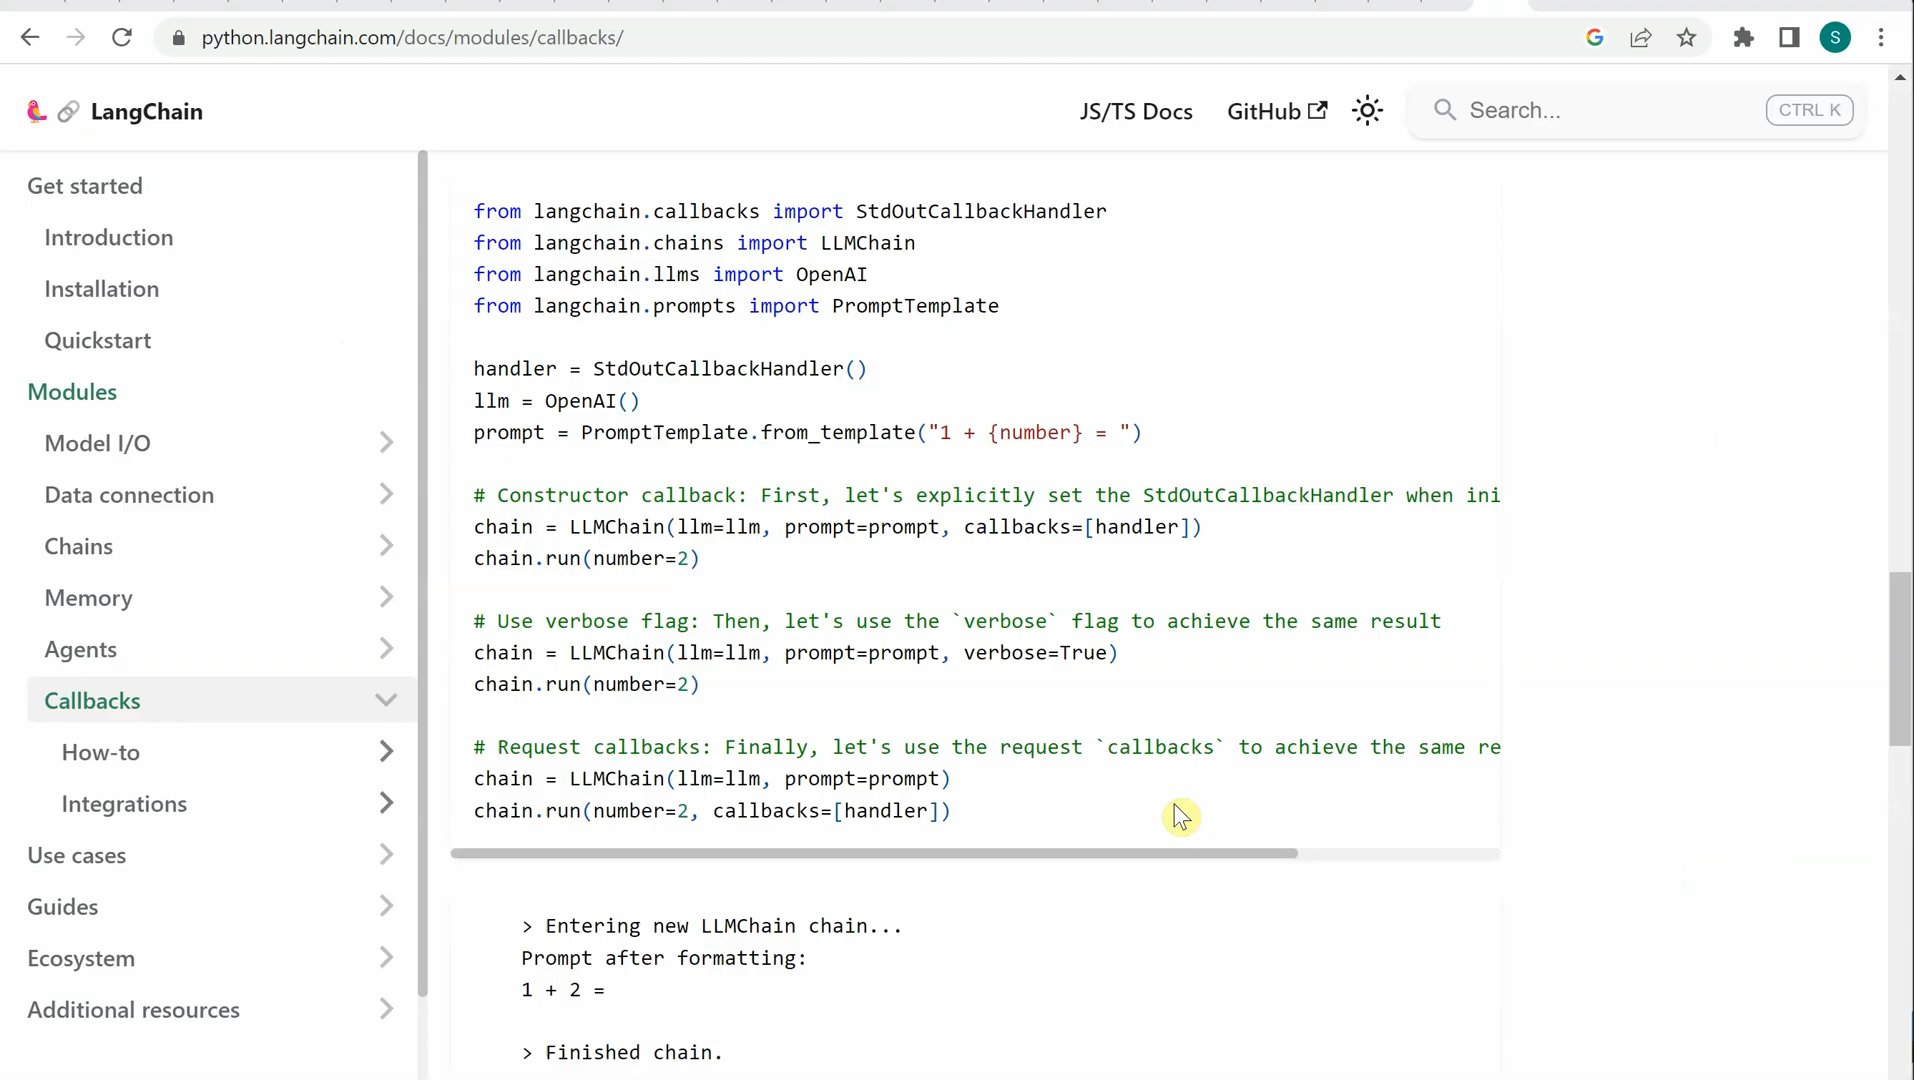 python.langchain.com/docs/modules/callbacks/
S
LangChain
JS/TS Docs
GitHub
Search...
CTRL K
Get started
Introduction
Installation
Quickstart
Modules
Model I/O
Data connection
Chains
Memory
Agents
Callbacks
How-to
Integrations
Use cases
Guides
Ecosystem
Additional resources
from langchain.callbacks import StdOutCallbackHandler
from langchain.chains import LLMChain
from langchain.llms import OpenAI
from langchain.prompts import PromptTemplate
handler = StdOutCallbackHandler()
llm = OpenAI()
prompt = PromptTemplate.from_template("1 + {number} = ")
# Constructor callback: First, let's explicitly set the StdOutCallbackHandler when ini
chain = LLMChain(llm=llm, prompt=prompt, callbacks=[handler])
chain.run(number=2)
# Use verbose flag: Then, let's use the `verbose` flag to achieve the same result
chain = LLMChain(llm=llm, prompt=prompt, verbose=True)
chain.run(number=2)
# Request callbacks: Finally, let's use the request `callbacks` to achieve the same re
chain = LLMChain(llm=llm, prompt=prompt)
chain.run(number=2, callbacks=[handler])
> Entering new LLMChain chain...
Prompt after formatting:
1 + 2 =
> Finished chain.